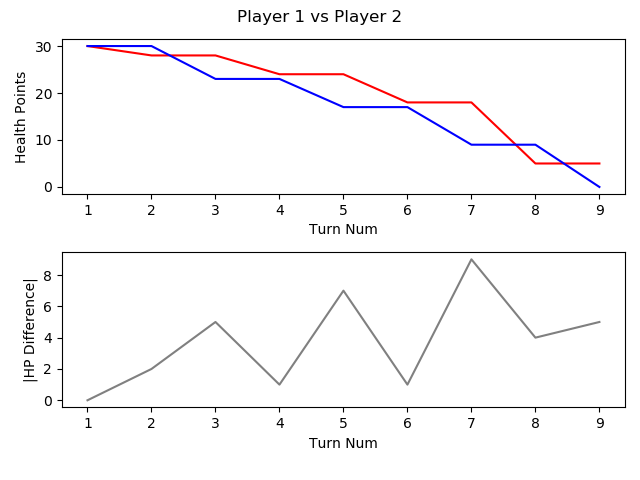 Player 1 vs Player 2
Health Points
30
20
10
0
1 2 3 4 5 6 7 8 9
Turn Num
|HP Difference|
8
6
4
2
0
1 2 3 4 5 6 7 8 9
Turn Num